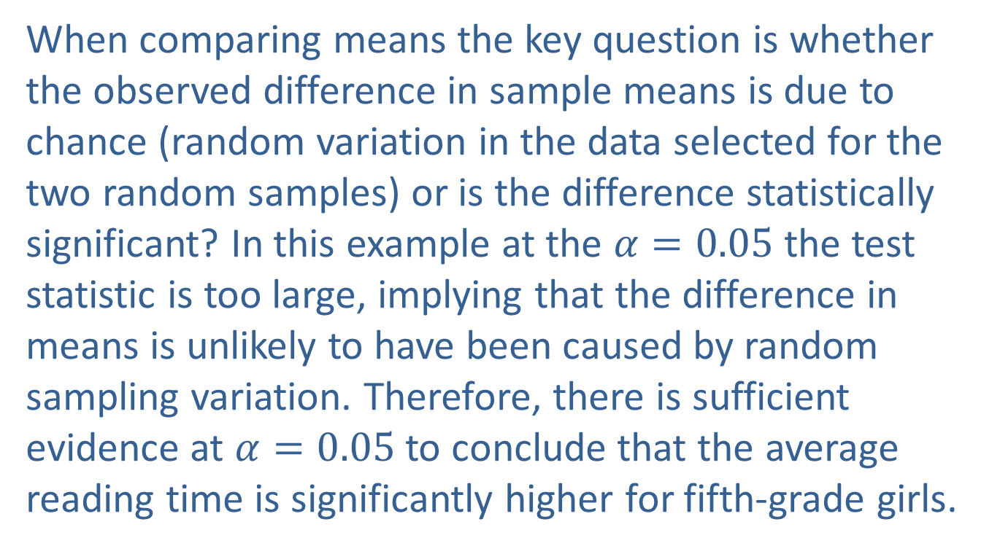 When comparing means the key question is whether
the observed difference in sample means is due to
chance (random variation in the data selected for the
two random samples) or is the difference statistically
significant? In this example at the 𝛼 = 0.05 the test
statistic is too large, implying that the difference in
means is unlikely to have been caused by random
sampling variation. Therefore, there is sufficient
evidence at 𝛼 = 0.05 to conclude that the average
reading time is significantly higher for fifth-grade girls.